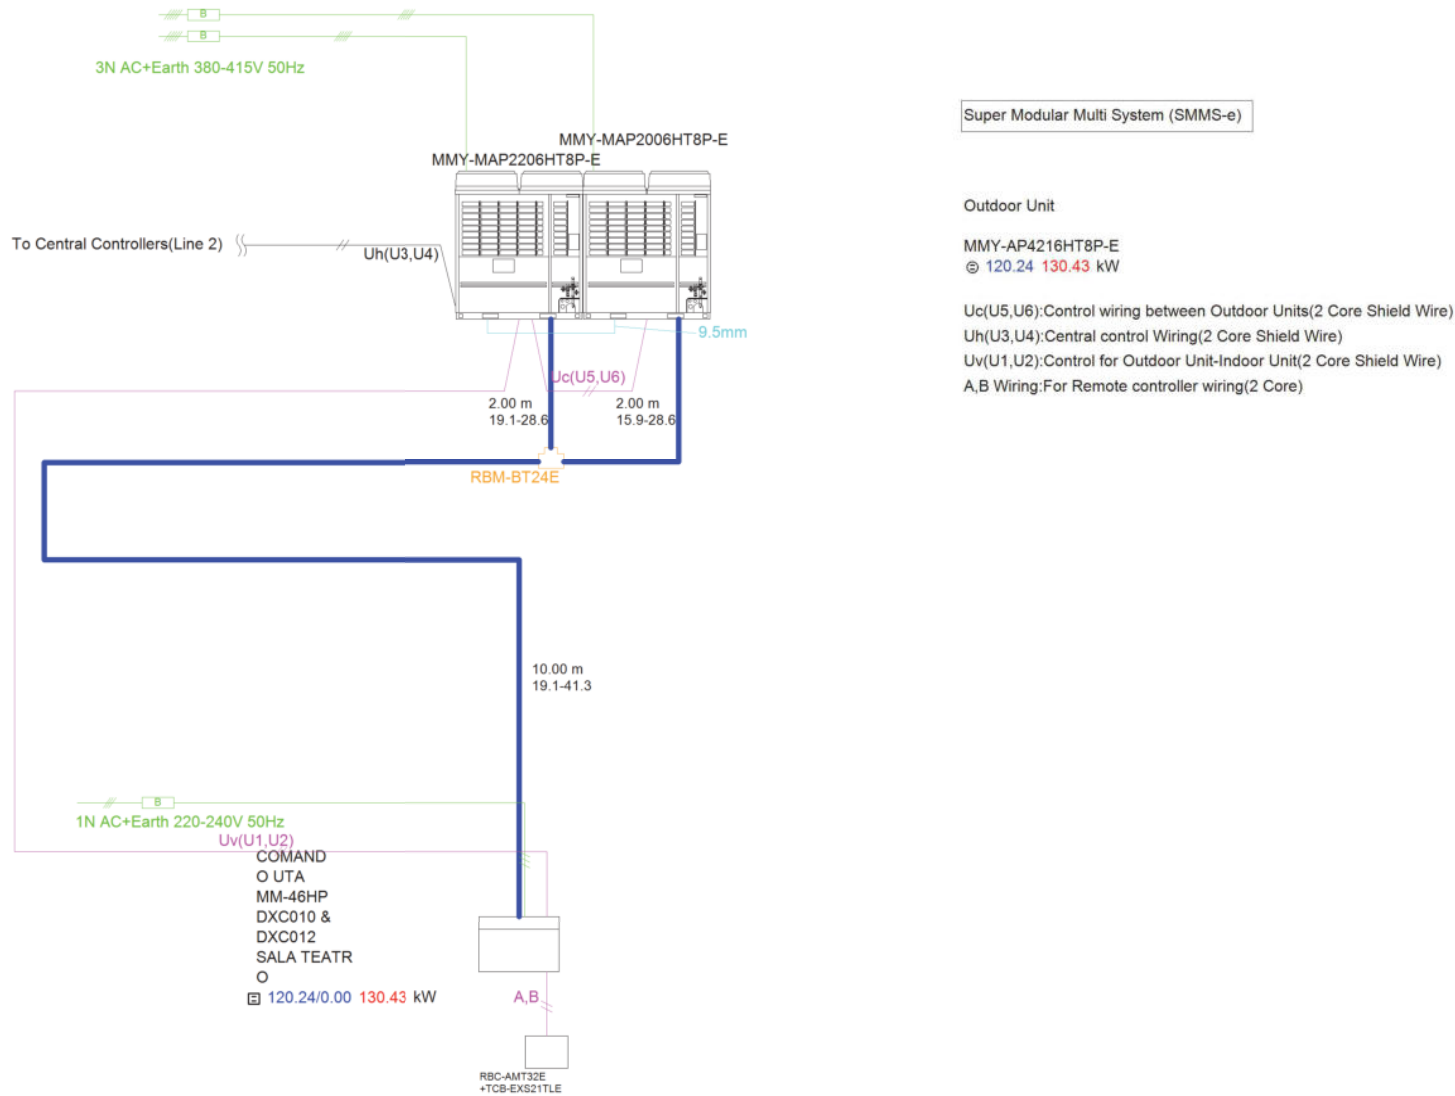 B
B
3N AC+Earth 380-415V 50Hz
Super Modular Multi System (SMMS-e)
MMY-MAP2006HT8P-E
MMY-MAP2206HT8P-E
Outdoor Unit
To Central Controllers(Line 2)
Uh(U3,U4)
MMY-AP4216HT8P-E
120.24 130.43 kW
Uc(U5,U6):Control wiring between Outdoor Units(2 Core Shield Wire)
Uh(U3,U4):Central control Wiring(2 Core Shield Wire)
Uv(U1,U2):Control for Outdoor Unit-Indoor Unit(2 Core Shield Wire)
A,B Wiring:For Remote controller wiring(2 Core)
9.5mm
Uc(U5,U6)
2.00 m
19.1-28.6
2.00 m
15.9-28.6
RBM-BT24E
10.00 m
19.1-41.3
B
1N AC+Earth 220-240V 50Hz
Uv(U1,U2)
COMAND
O UTA
MM-46HP
DXC010 &
DXC012
SALA TEATR
O
120.24/0.00 130.43 kW
A,B
RBC-AMT32E
+TCB-EXS21TLE